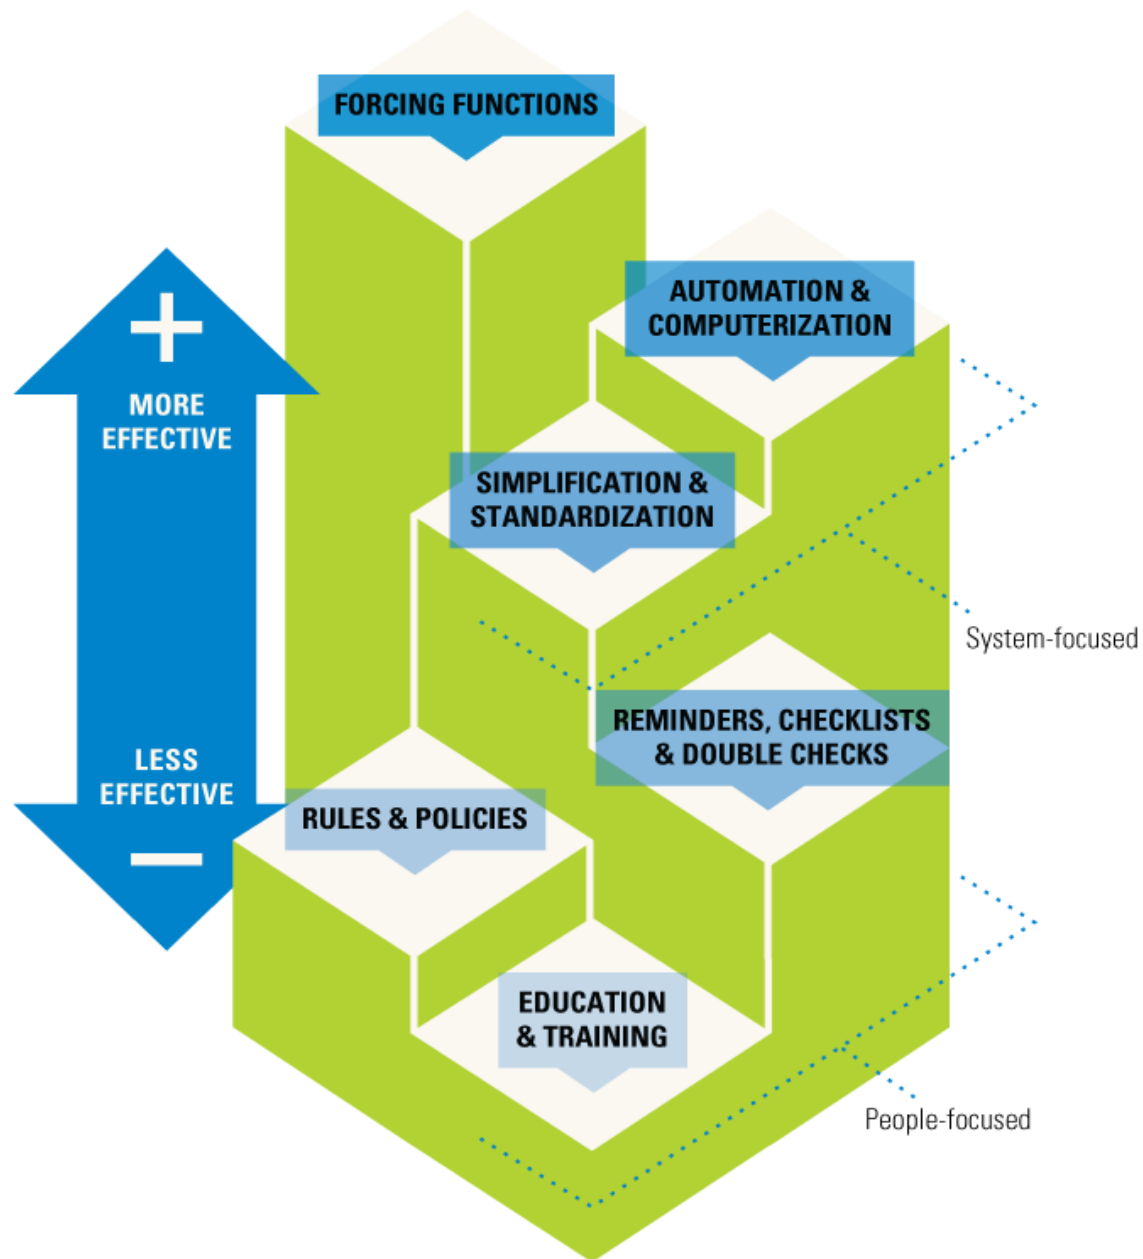 FORCING FUNCTIONS
AUTOMATION &
COMPUTERIZATION
+
MORE
EFFECTIVE
SIMPLIFICATION &
STANDARDIZATION
System-focused
REMINDERS, CHECKLISTS
& DOUBLE CHECKS
LESS
EFFECTIVE
—
RULES & POLICIES
EDUCATION
& TRAINING
People-focused